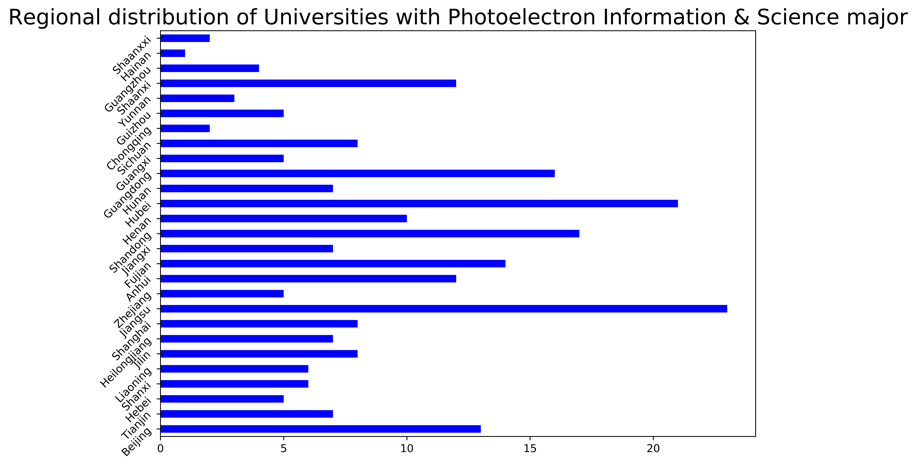 Regional distribution of Universities with Photoelectron Information & Science major
Shaanxxi
Hainan
Guangzhou
Shaanxi
Yunnan
Guizhou
Chongqing
Sichuan
Guangxi
Guangdong
Hunan
Hubei
Henan
Shandong
Jiangxi
Fujian
Anhui
Zhejiang
Jiangsu
Shanghai
Heilongjiang
Jilin
Liaoning
Shanxi
Hebei
Tianjin
Beijing
0 5 10 15 20